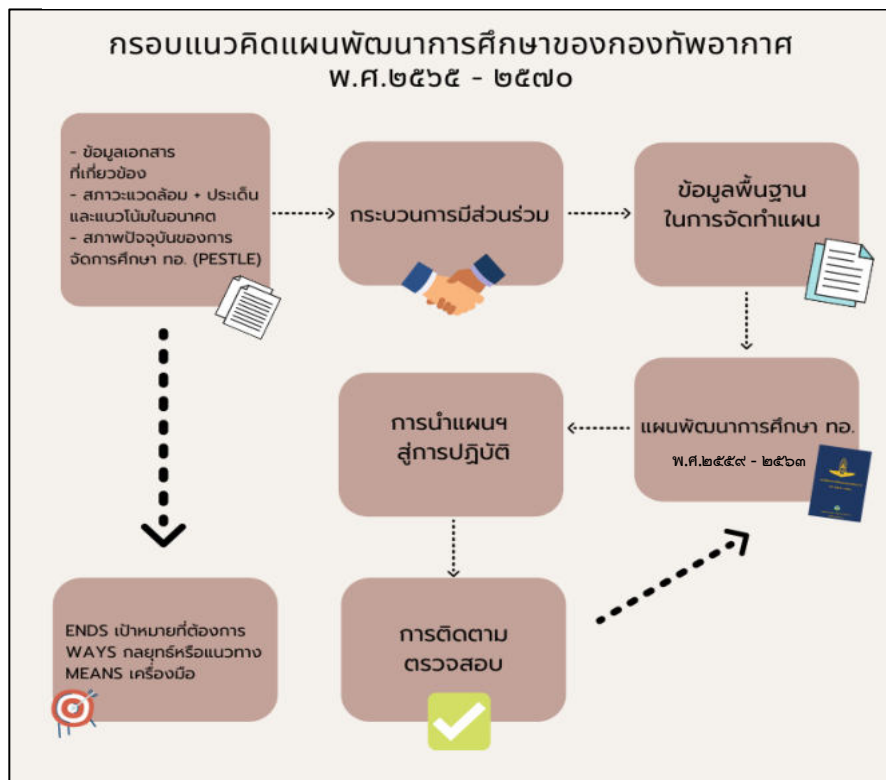 กรอบแนวคิดแผนพัฒนาการศึกษาของกองทัพอากาศ
พ.ศ.๒๕๖๕ - ๒๕๗๐
- ข้อมูลเอกสาร
ที่เกี่ยวข้อง
- สภาวะแวดล้อม + ประเด็น
และแนวโน้มในอนาคต
- สภาพปัจจุบันของการ
จัดการศึกษา ทอ. (PESTLE)
กระบวนการมีส่วนร่วม
ข้อมูลพื้นฐาน
ในการจัดทำแผน
แผนพัฒนาการศึกษา ทอ.
พ.ศ.๒๕๕๙ - ๒๕๖๓
การนำแผนฯ
สู่การปฏิบัติ
การติดตาม
ตรวจสอบ
ENDS เป้าหมายที่ต้องการ
WAYS กลยุทธ์หรือแนวทาง
MEANS เครื่องมือ